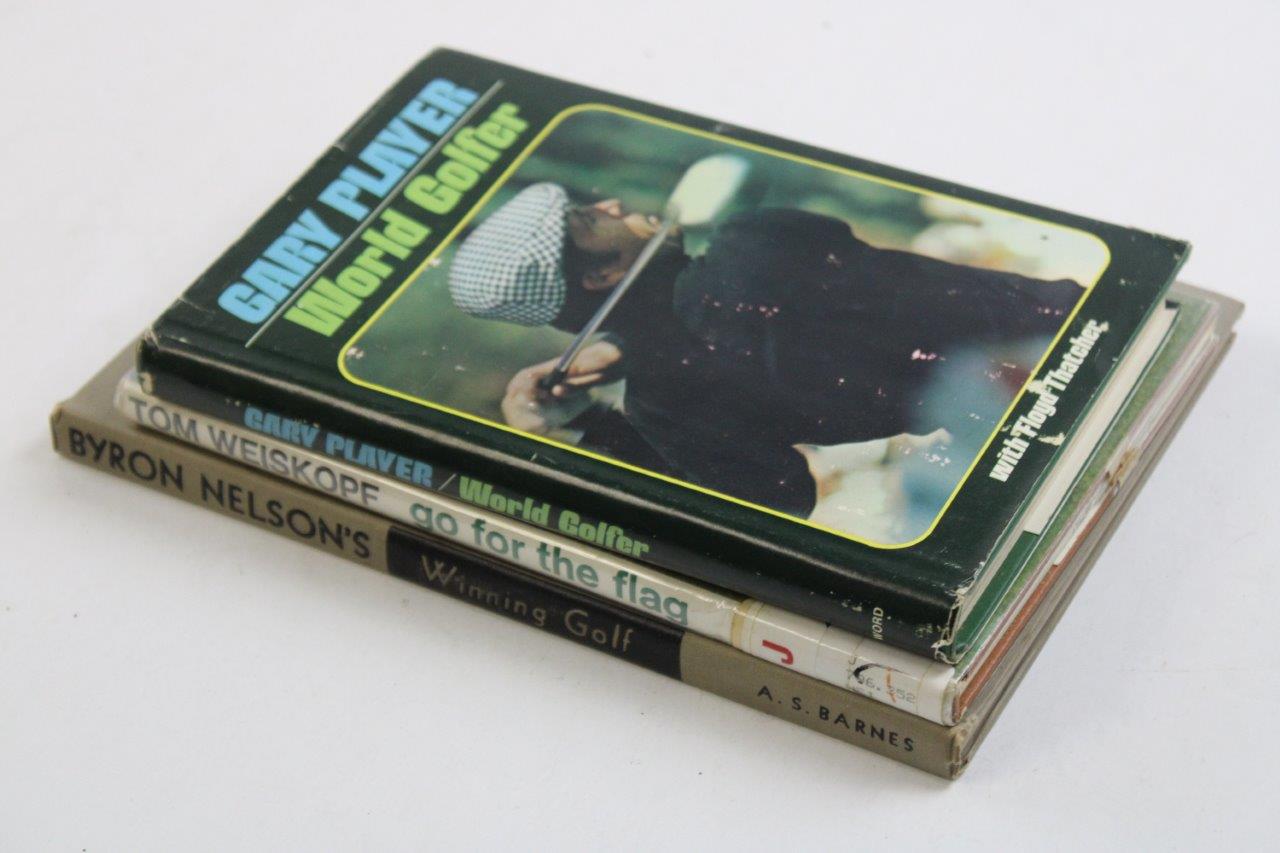 GARY PLAYER
World Golfer
with Floyd Thatcher
GARY PLAYER / World Golfer
WORD
TOM WEISKOPF go for the flag
J
BYRON NELSON'S Winning Golf A. S. BARNES